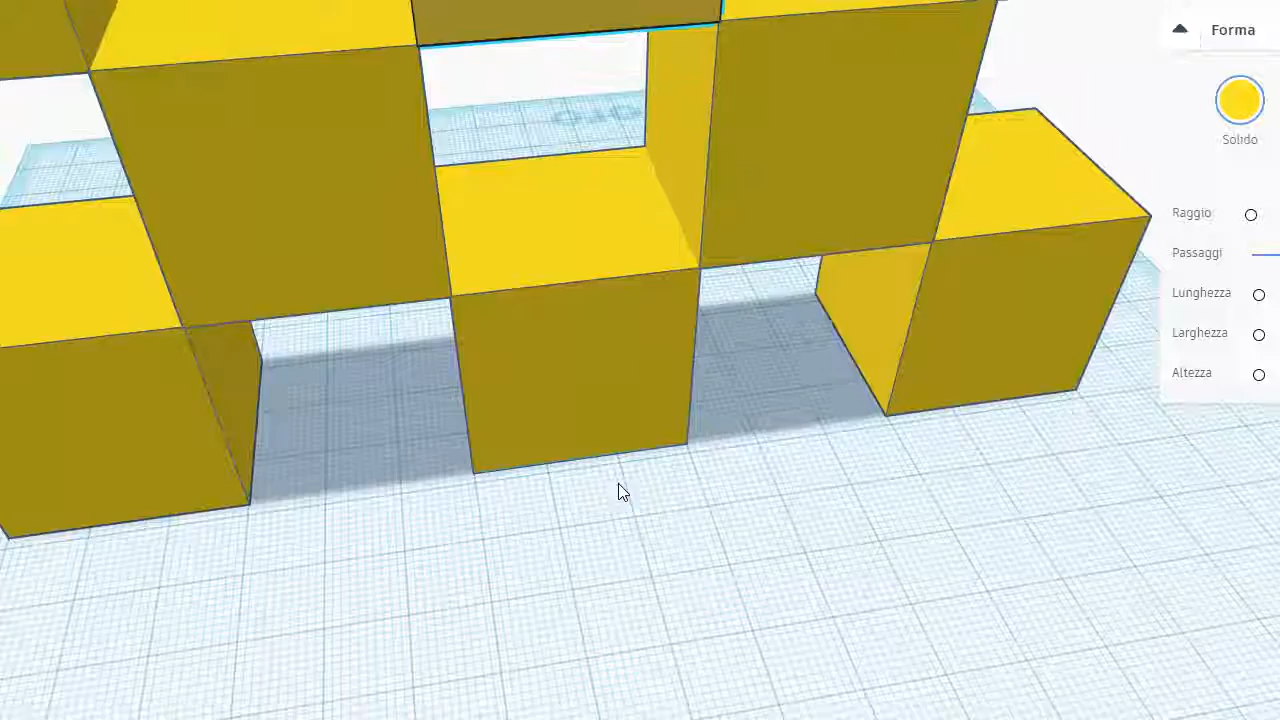 Forma
Solido
Raggio
Passaggi
Lunghezza
Larghezza
Altezza